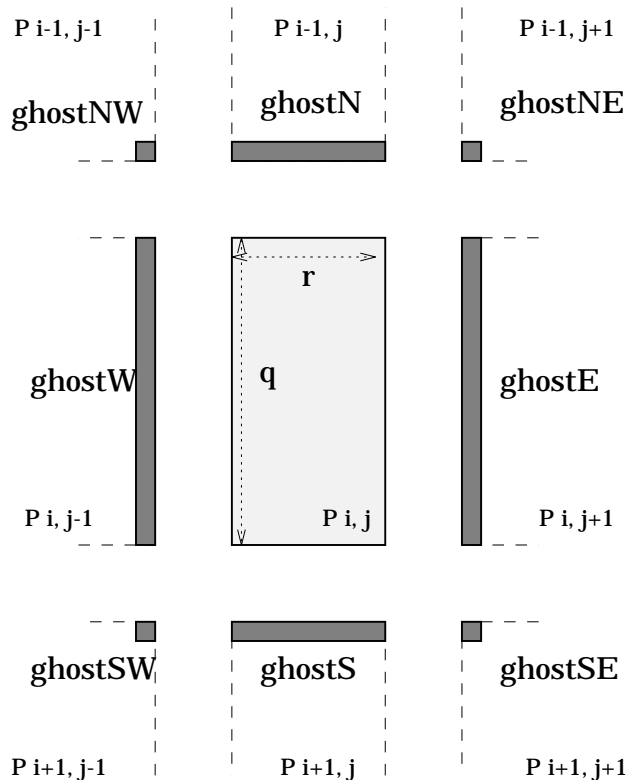 P i-1, j-1
P i-1, j
P i-1, j+1
ghostNW
ghostN
ghostNE
r
ghostW
q
ghostE
P i, j-1
P i, j
P i, j+1
ghostSW
ghostS
ghostSE
P i+1, j-1
P i+1, j
P i+1, j+1